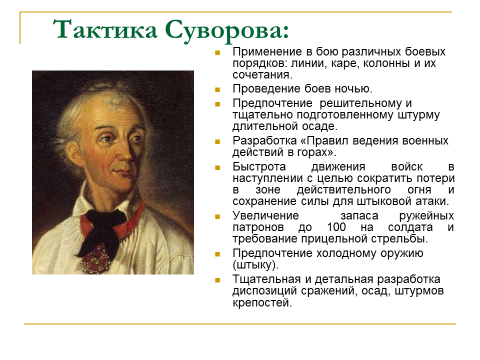 Тактика Суворова:
Применение в бою различных боевых
порядков: линии, каре, колонны и их
сочетания.
Проведение боев ночью.
Предпочтение решительному и
тщательно подготовленному штурму
длительной осаде.
Разработка «Правил ведения военных
действий в горах».
Быстрота движения войск в
наступлении с целью сократить потери
в зоне действительного огня и
сохранение силы для штыковой атаки.
Увеличение запаса ружейных
патронов до 100 на солдата и
требование прицельной стрельбы.
Предпочтение холодному оружию
(штыку).
Тщательная и детальная разработка
диспозиций сражений, осад, штурмов
крепостей.